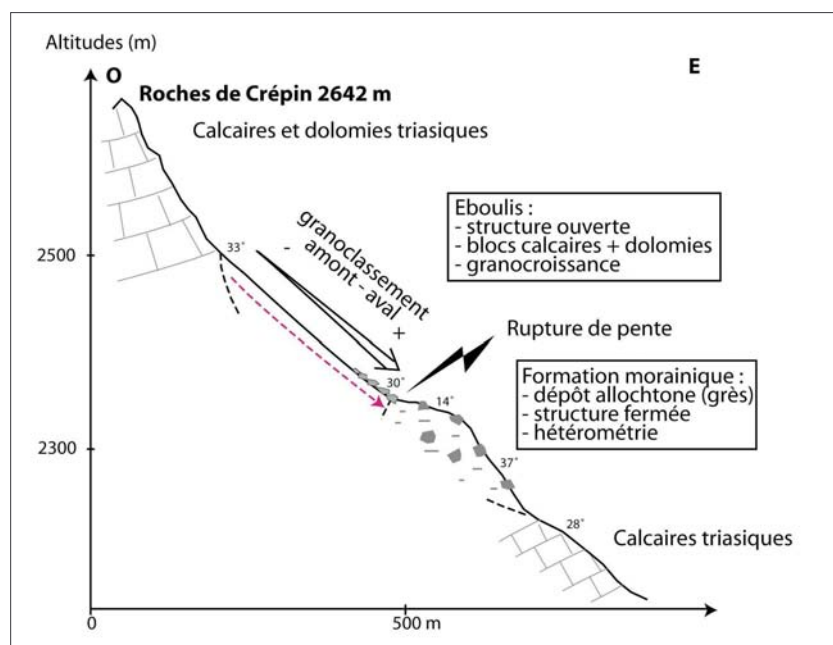 Altitudes (m)
O
E
Roches de Crépin 2642 m
Calcaires et dolomies triasiques
granoclassement
-
amont - aval
+
Eboulis :
- structure ouverte
- blocs calcaires + dolomies
- granocroissance
2500
33°
Rupture de pente
30°
14°
Formation morainique :
- dépôt allochtone (grès)
- structure fermée
- hétérométrie
2300
37°
28°
Calcaires triasiques
0
500 m